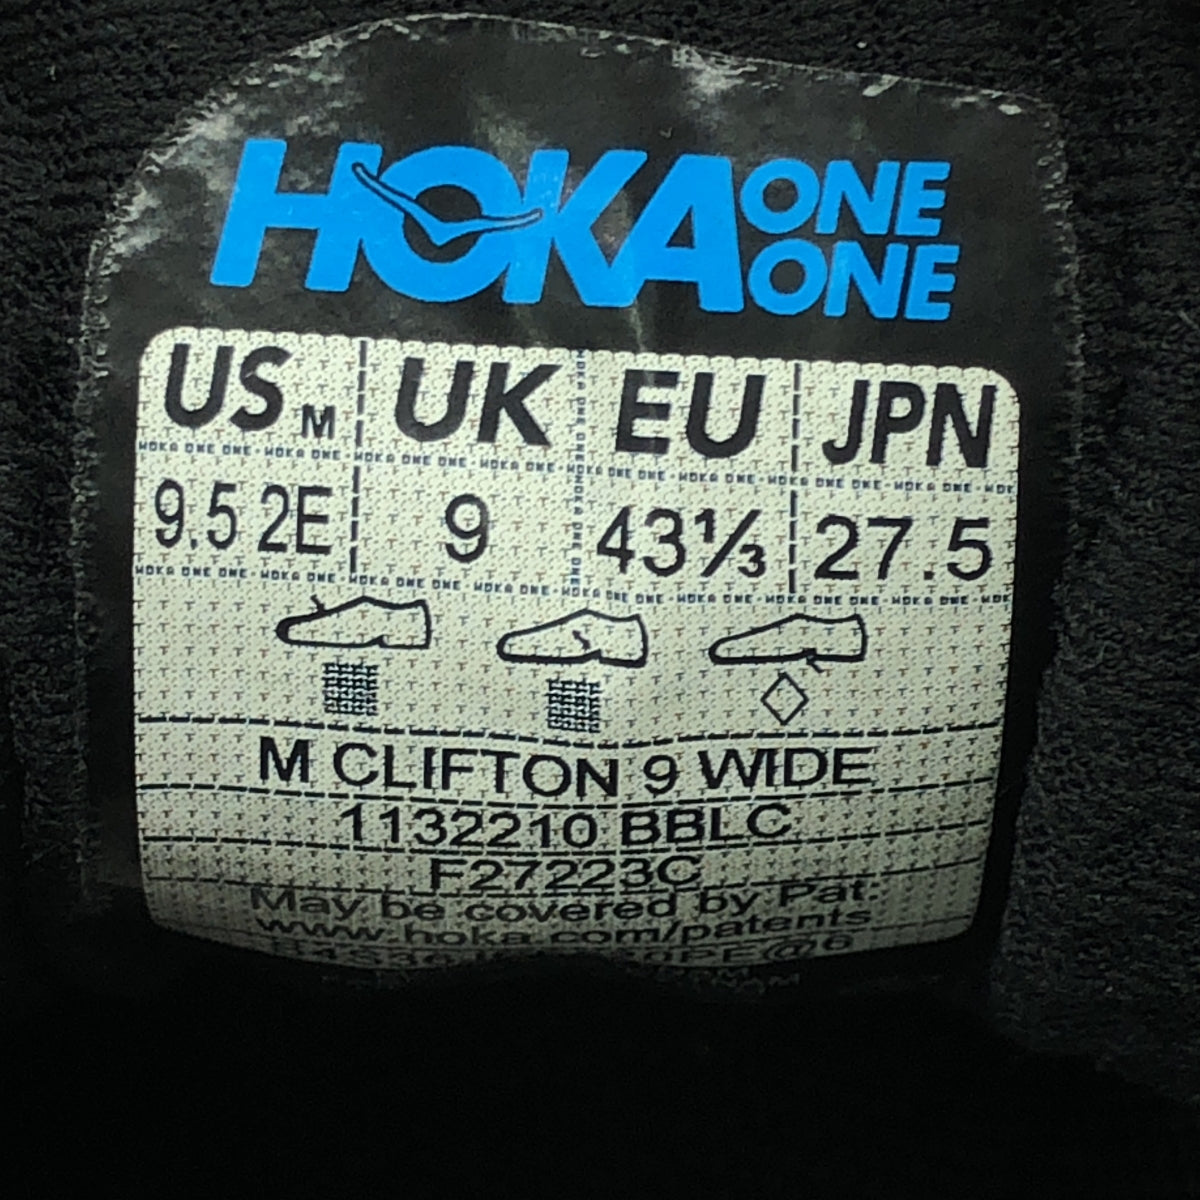 HOKA ONE ONE
US M UK EU JPN
9.5 2E 9 43⅓ 27.5
M CLIFTON 9 WIDE
1132210 BBLC
F27223C
May be covered by Pat:
www.hoka.com/patents